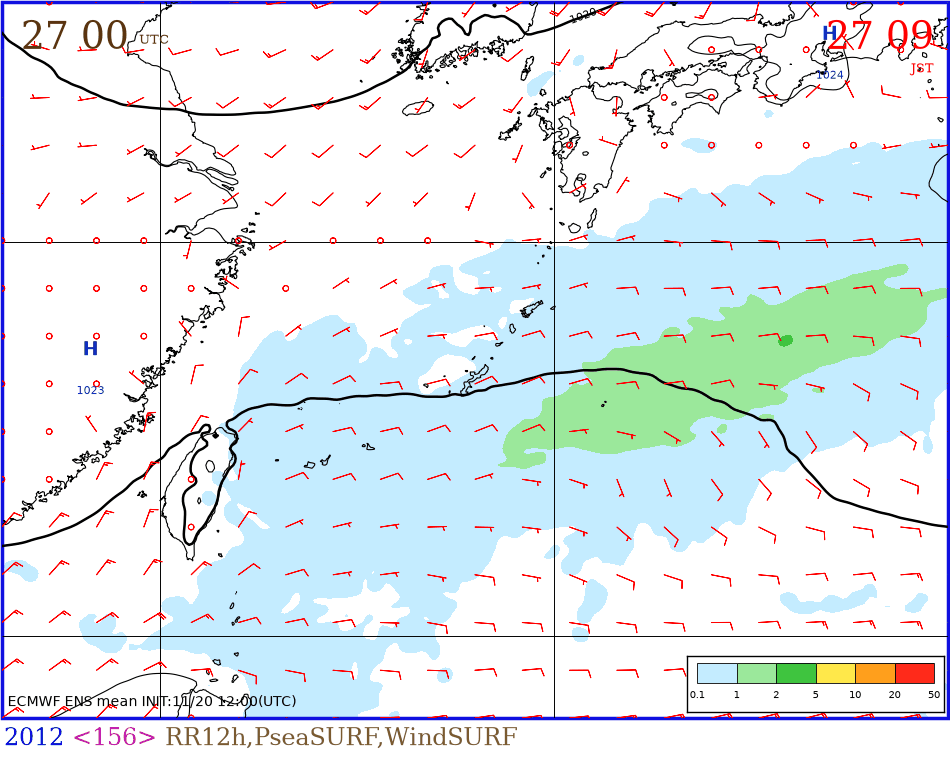 27 00 UTC
27 09 JST
1020
H
1024
H
1023
ECMWF ENS mean INIT:11/20 12:00(UTC)
0.1 1 2 5 10 20 50
2012 <156> RR12h,PseaSURF,WindSURF